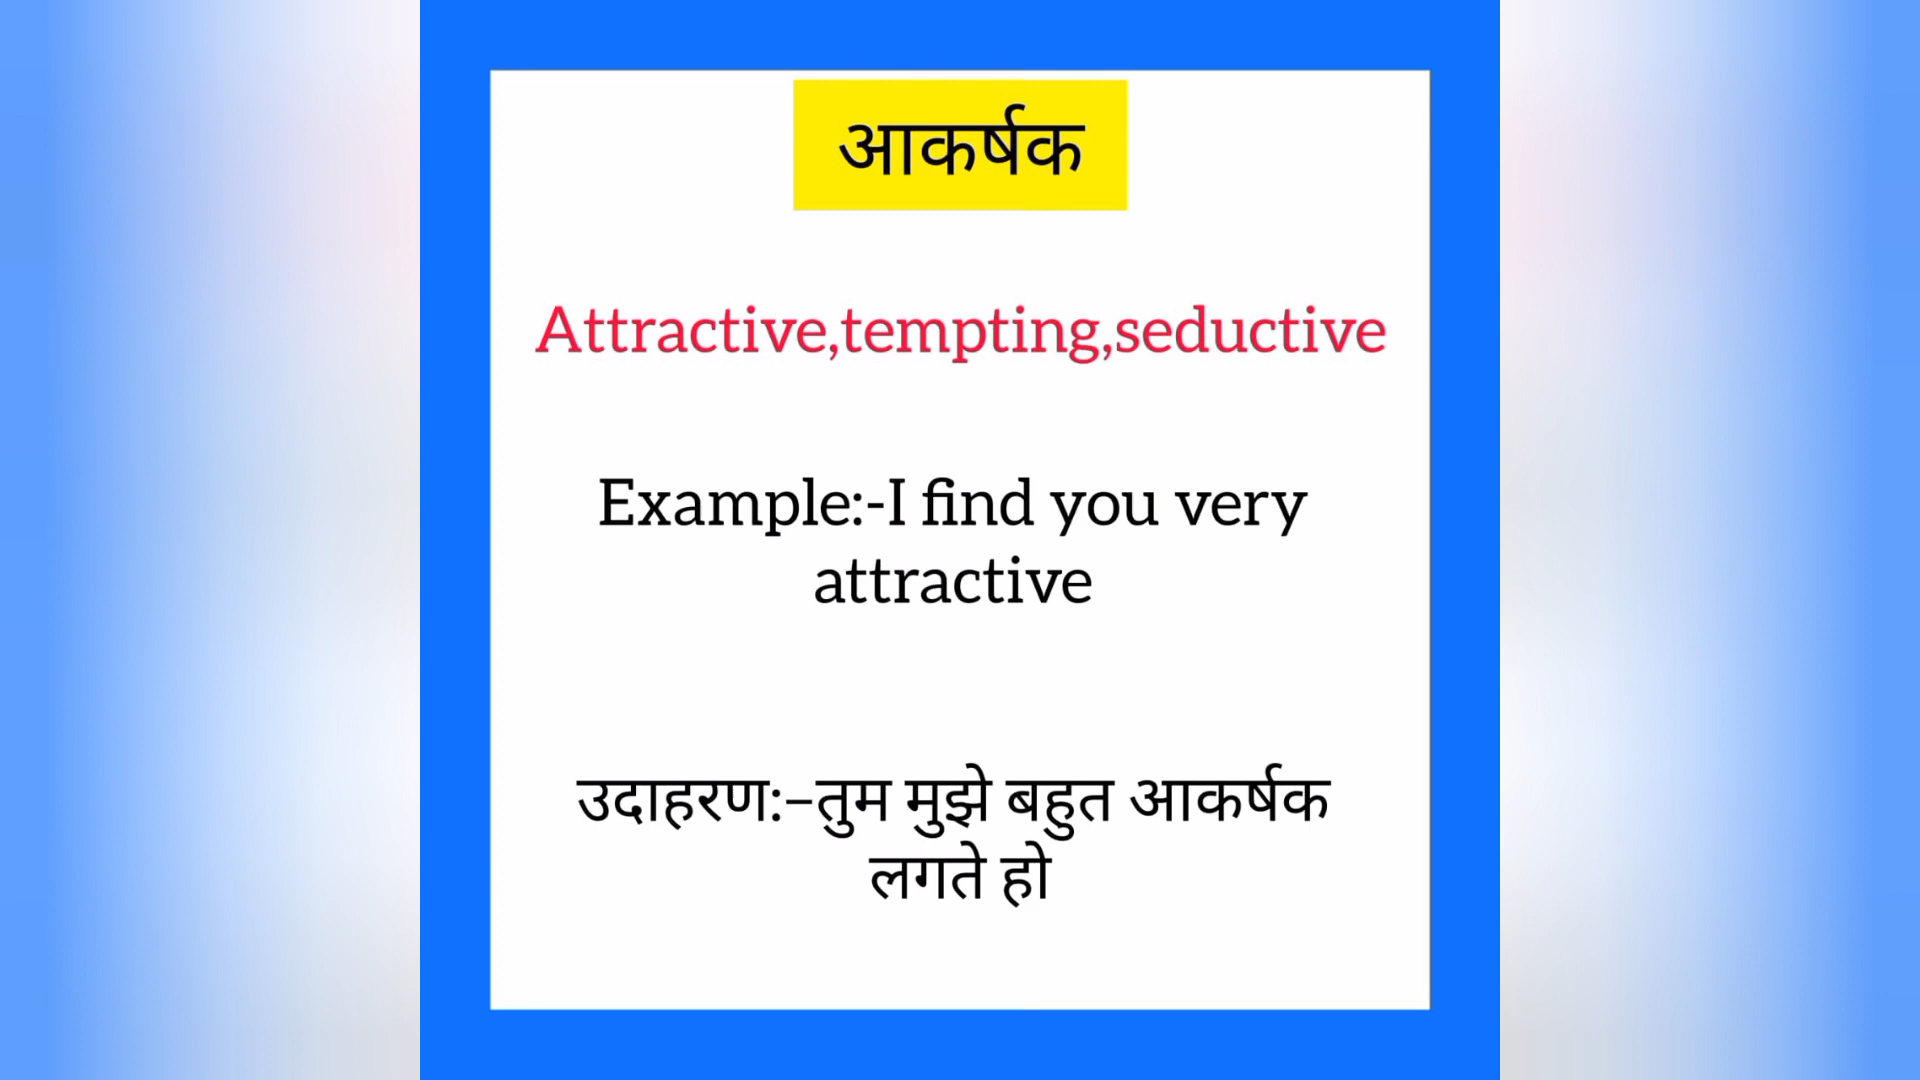 आकर्षक
Attractive,tempting,seductive
Example:-I find you very
attractive
उदाहरण:–तुम मुझे बहुत आकर्षक
लगते हो